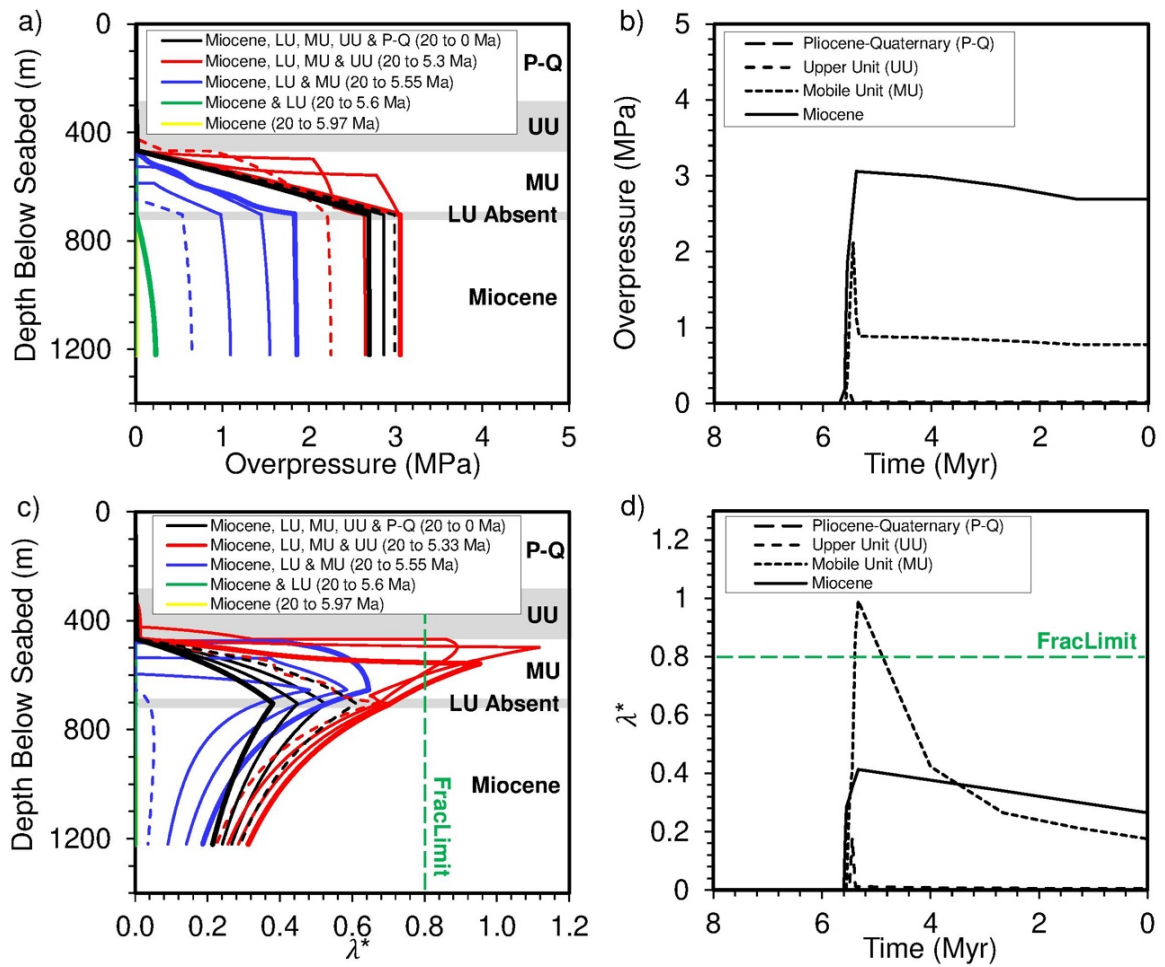 a)
Depth Below Seabed (m)
0
400
800
1200
Miocene, LU, MU, UU & P-Q (20 to 0 Ma)
Miocene, LU, MU & UU (20 to 5.3 Ma)
Miocene, LU & MU (20 to 5.55 Ma)
Miocene & LU (20 to 5.6 Ma)
Miocene (20 to 5.97 Ma)
P-Q
UU
MU
LU Absent
Miocene
0 1 2 3 4 5
Overpressure (MPa)
b)
Overpressure (MPa)
5
4
3
2
1
0
Pliocene-Quaternary (P-Q)
Upper Unit (UU)
Mobile Unit (MU)
Miocene
8 6 4 2 0
Time (Myr)
c)
Depth Below Seabed (m)
0
400
800
1200
Miocene, LU, MU, UU & P-Q (20 to 0 Ma)
Miocene, LU, MU & UU (20 to 5.33 Ma)
Miocene, LU & MU (20 to 5.55 Ma)
Miocene & LU (20 to 5.6 Ma)
Miocene (20 to 5.97 Ma)
P-Q
UU
MU
LU Absent
Miocene
FracLimit
0.0 0.2 0.4 0.6 0.8 1.0 1.2
λ*
d)
λ*
1.2
1
0.8
0.6
0.4
0.2
0
Pliocene-Quaternary (P-Q)
Upper Unit (UU)
Mobile Unit (MU)
Miocene
FracLimit
8 6 4 2 0
Time (Myr)